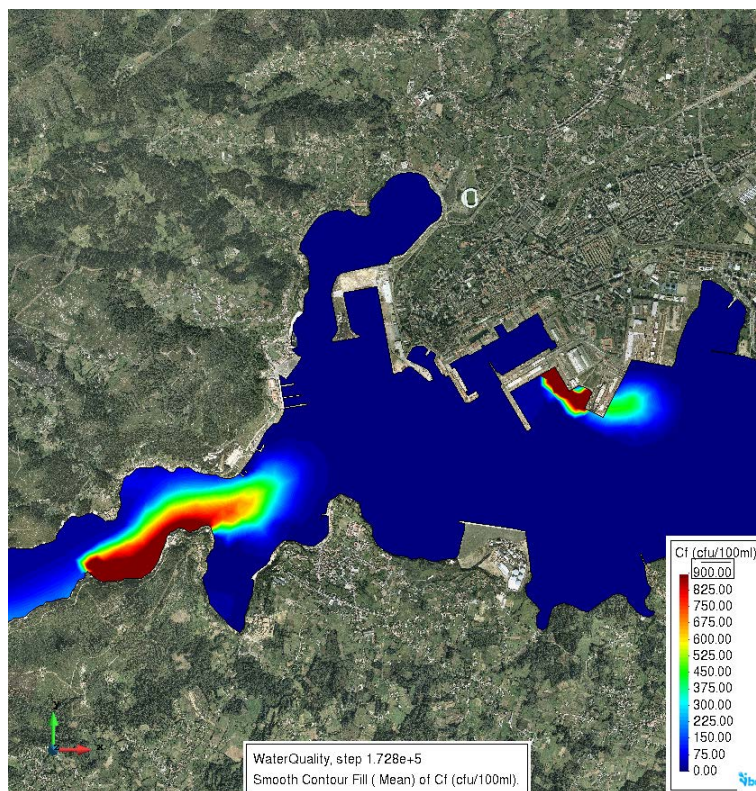 Cf (cfu/100ml)
900.00
825.00
750.00
675.00
600.00
525.00
450.00
375.00
300.00
225.00
150.00
75.00
0.00
y
x
WaterQuality, step 1.728e+5
Smooth Contour Fill ( Mean) of Cf (cfu/100ml).